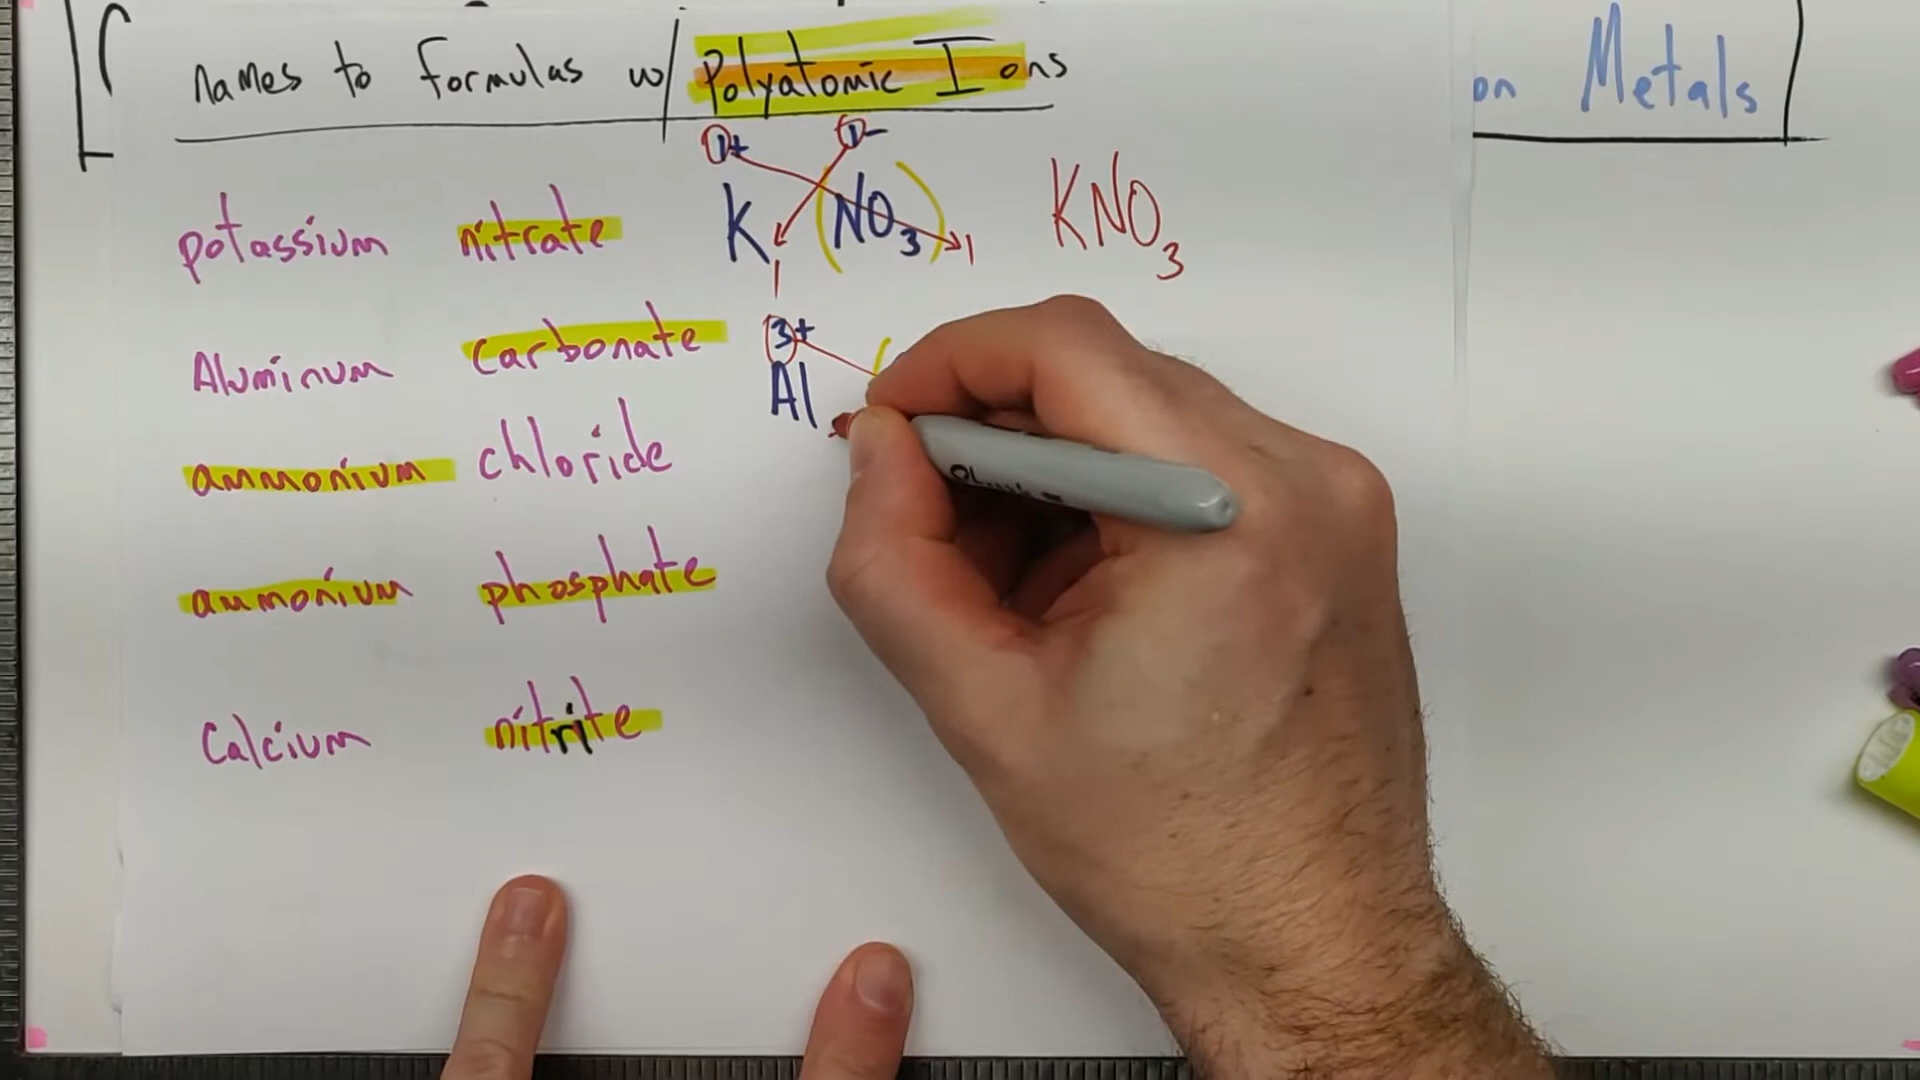 names to formulas w/ Polyatomic Ions
on Metals
1+ 1-
potassium nitrate K (NO3) KNO3
1 1
3+
Aluminum carbonate Al (
ammonium chloride
ammonium phosphate
Calcium nitrite